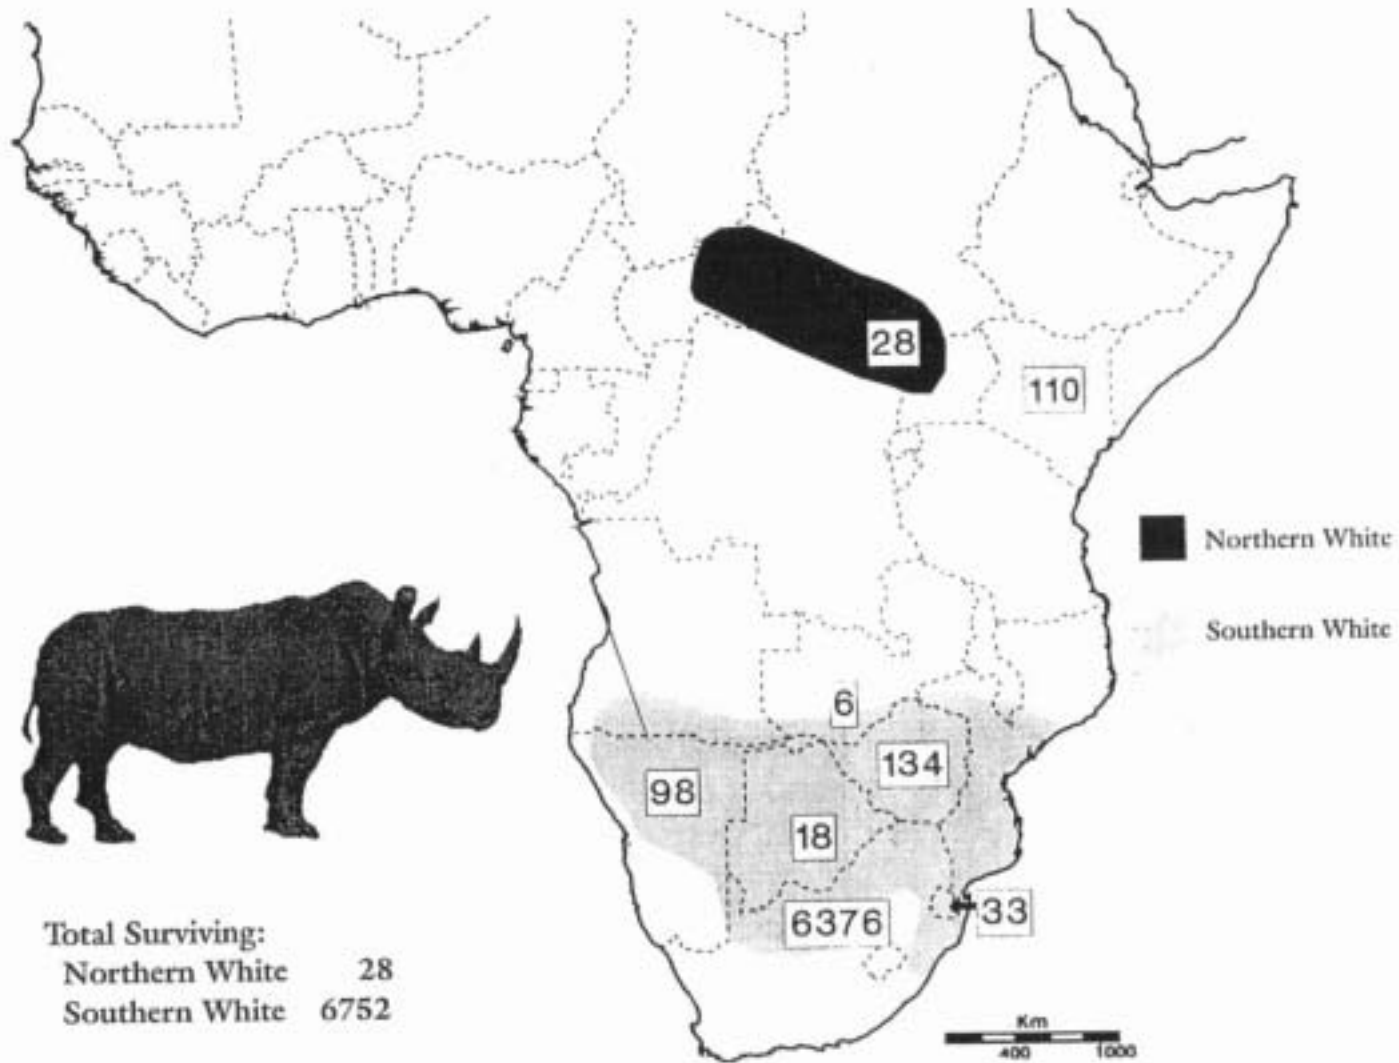 28
110
Northern White
Southern White
6
134
98
18
33
6376
Total Surviving:
Northern White 28
Southern White 6752
Km
400 1000